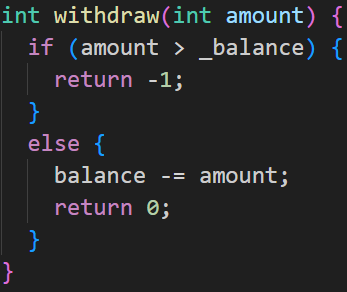 int withdraw(int amount) {
  if (amount > _balance) {
    return -1;
  }
  else {
    balance -= amount;
    return 0;
  }
}